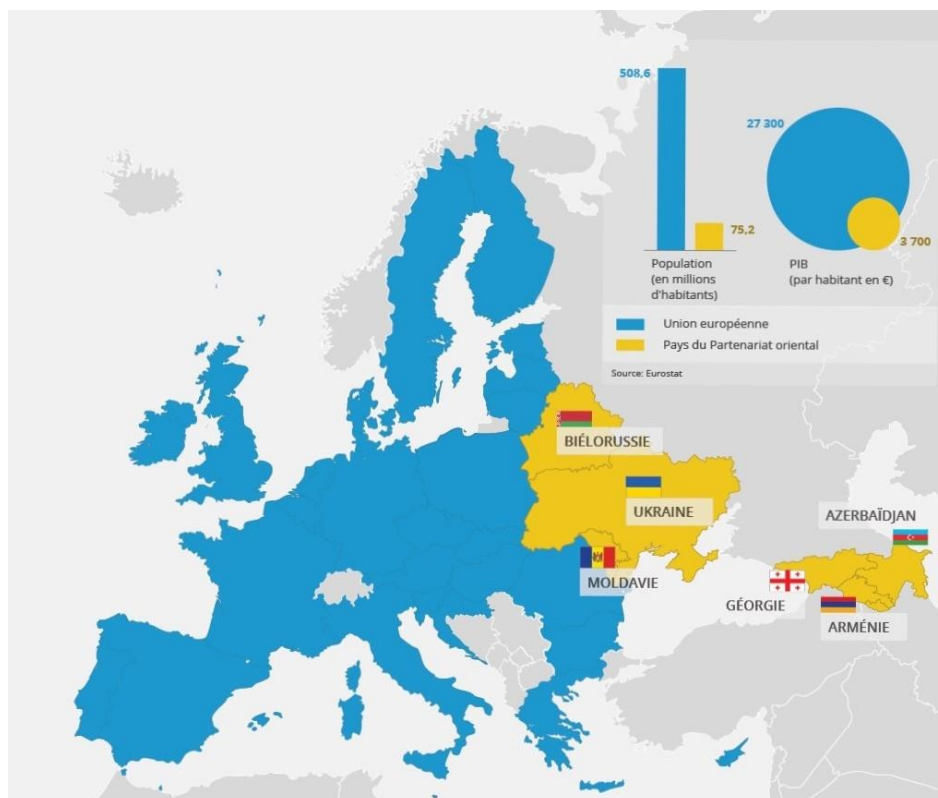 508,6
27 300
75,2
3 700
Population
(en millions
d'habitants)
PIB
(par habitant en €)
Union européenne
Pays du Partenariat oriental
Source: Eurostat
BIÉLORUSSIE
UKRAINE
AZERBAÏDJAN
MOLDAVIE
GÉORGIE
ARMÉNIE